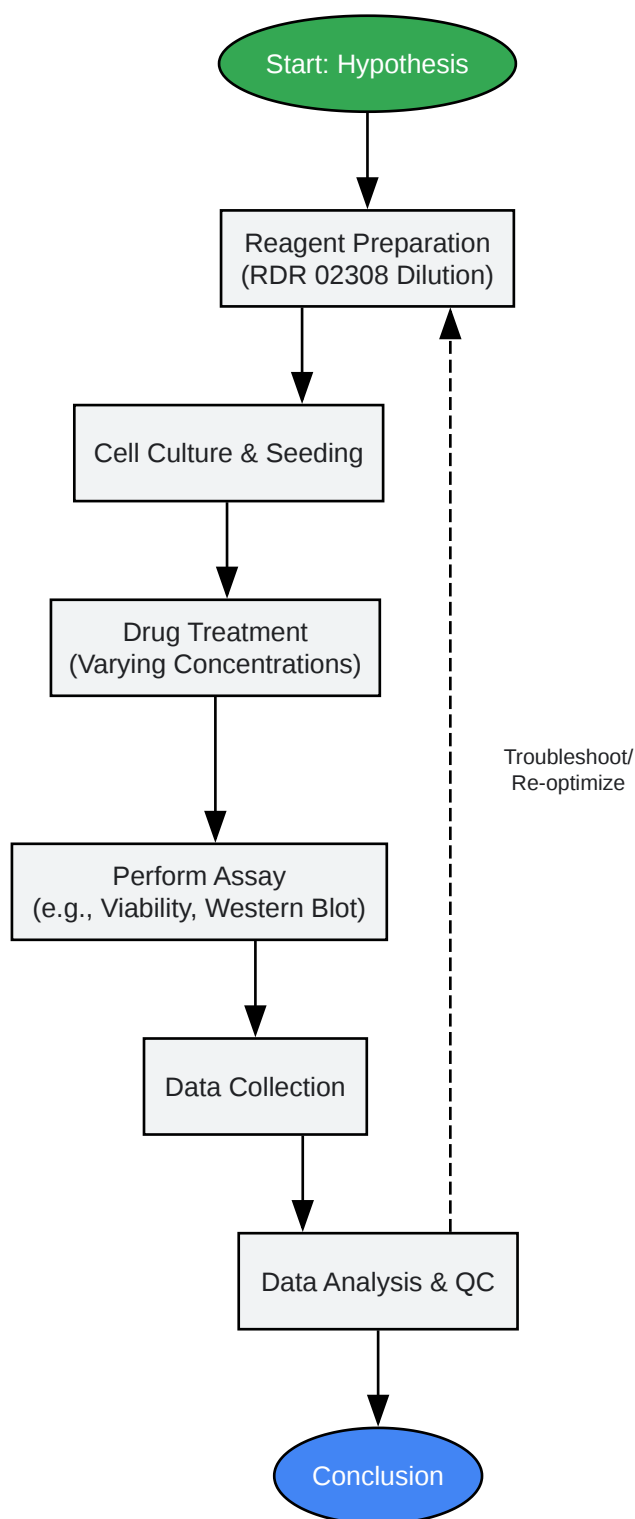 Start: Hypothesis
Reagent Preparation
(RDR 02308 Dilution)
Cell Culture & Seeding
Drug Treatment
(Varying Concentrations)
Troubleshoot/
Re-optimize
Perform Assay
(e.g., Viability, Western Blot)
Data Collection
Data Analysis & QC
Conclusion